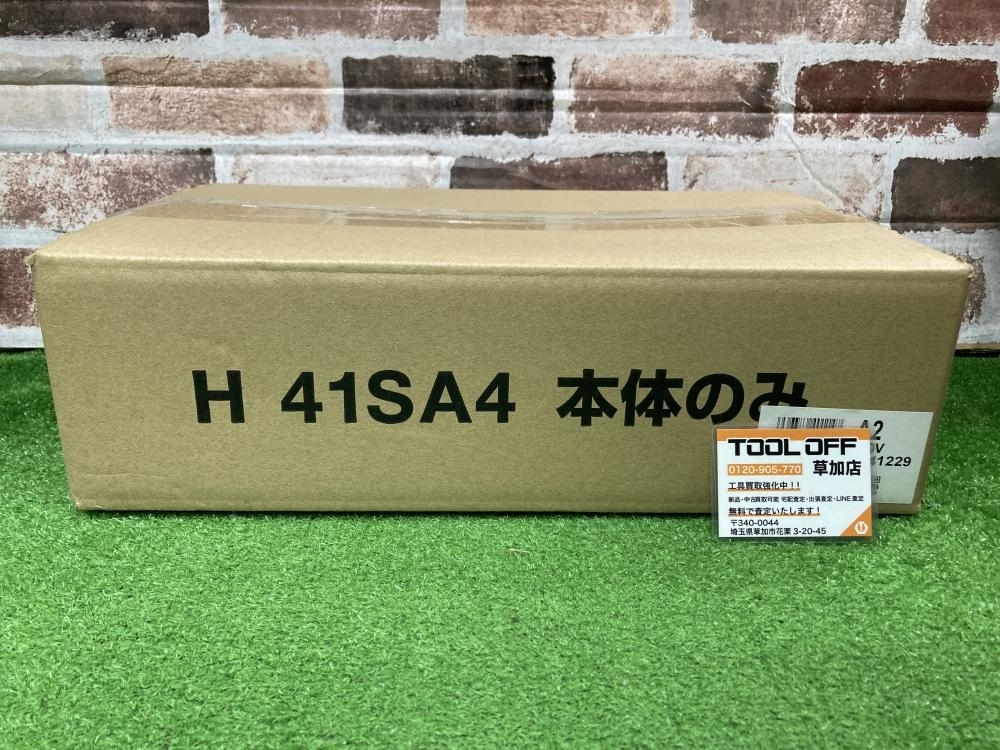 H 41SA4 本体のみ
A2
0V
41229
TOOL OFF
0120-905-770 草加店
工具買取強化中！！
新品・中古買取可能 宅配査定・出張査定・LINE査定
無料で査定いたします！
〒340-0044
埼玉県草加市花栗 3-20-45